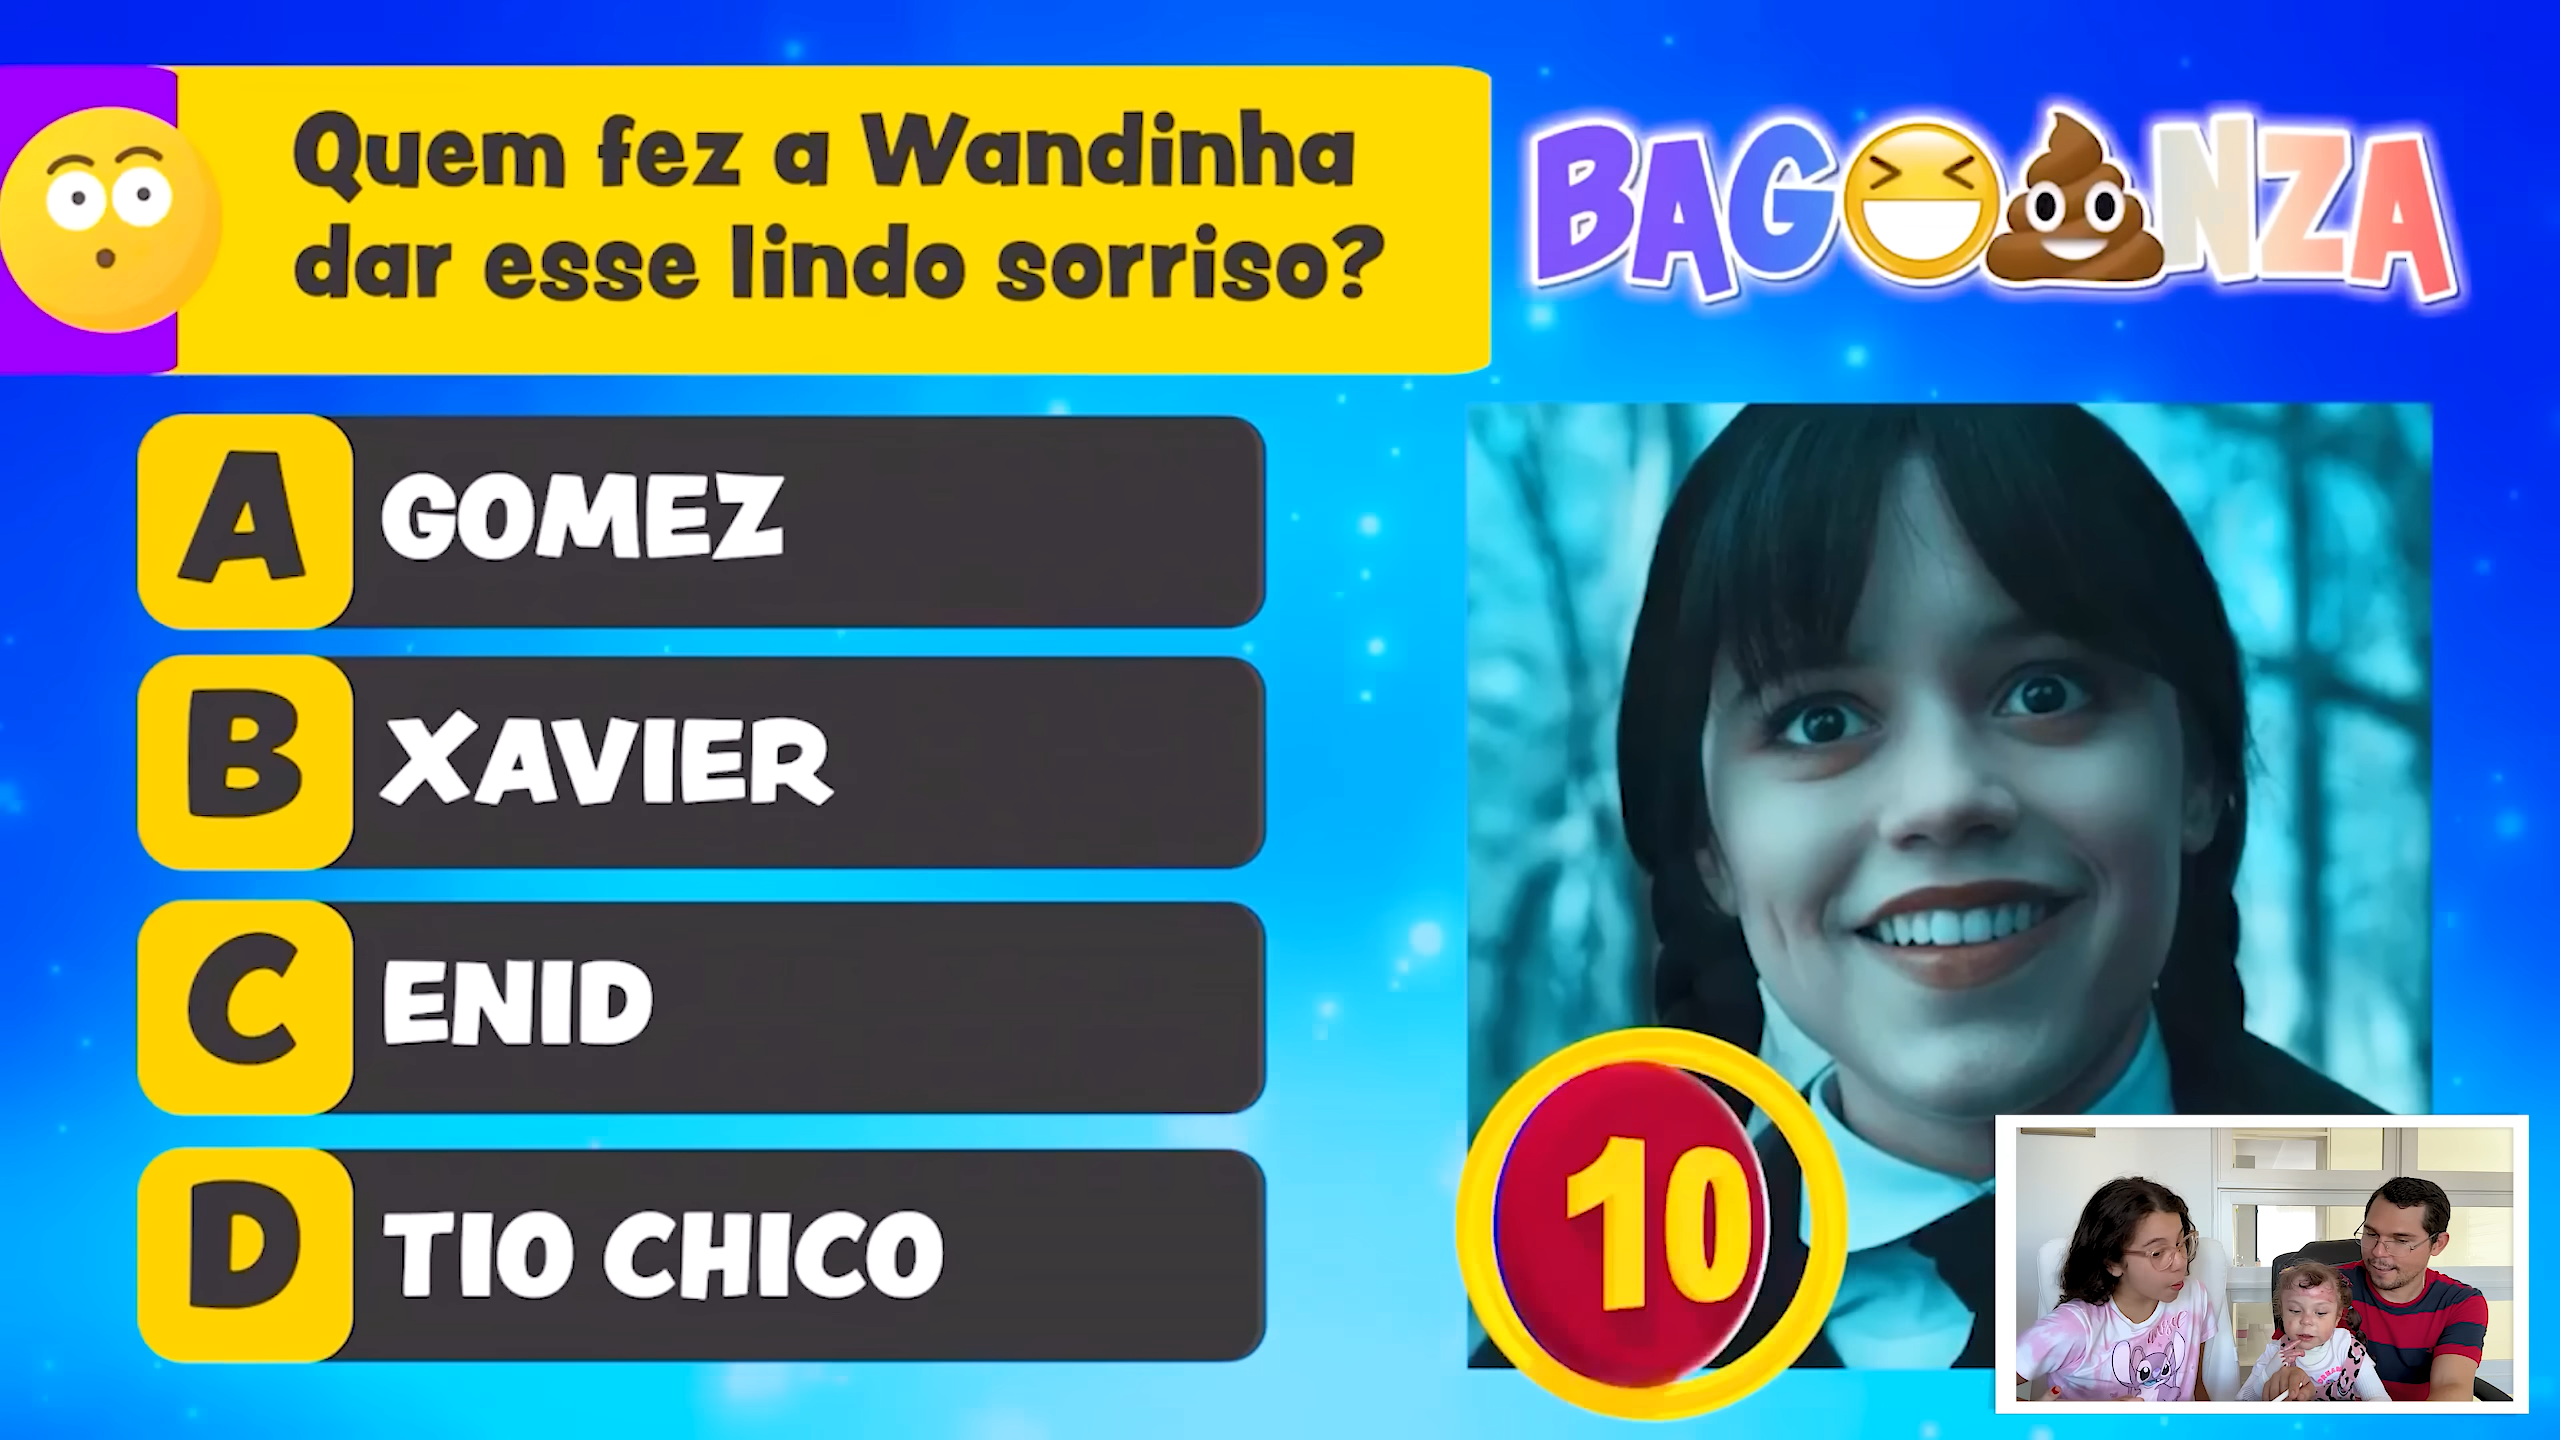 Quem fez a Wandinha
dar esse lindo sorriso?
BAG NZA
A GOMEZ
B XAVIER
C ENID
D TIO CHICO
10